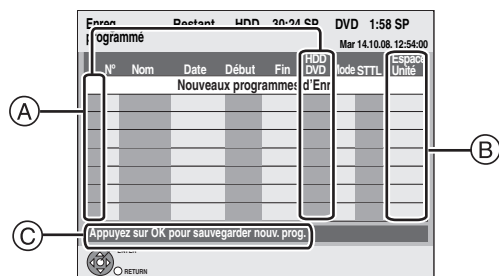 Enreg. Restant HDD 30:24 SP DVD 1:58 SP
programmé Mar 14.10.08. 12:54:00
N° Nom Date Début Fin HDD DVD Mode STTL Espace Unité
Nouveaux programmes d'Enr
A
B
C
Appuyez sur OK pour sauvegarder nouv. prog.
ENTER
RETURN